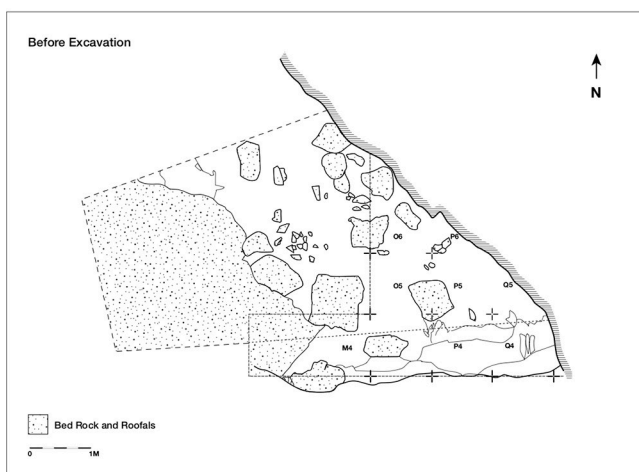 Before Excavation
N
O6
P6
O5
P5
Q5
M4
P4
Q4
Bed Rock and Roofals
0
1M